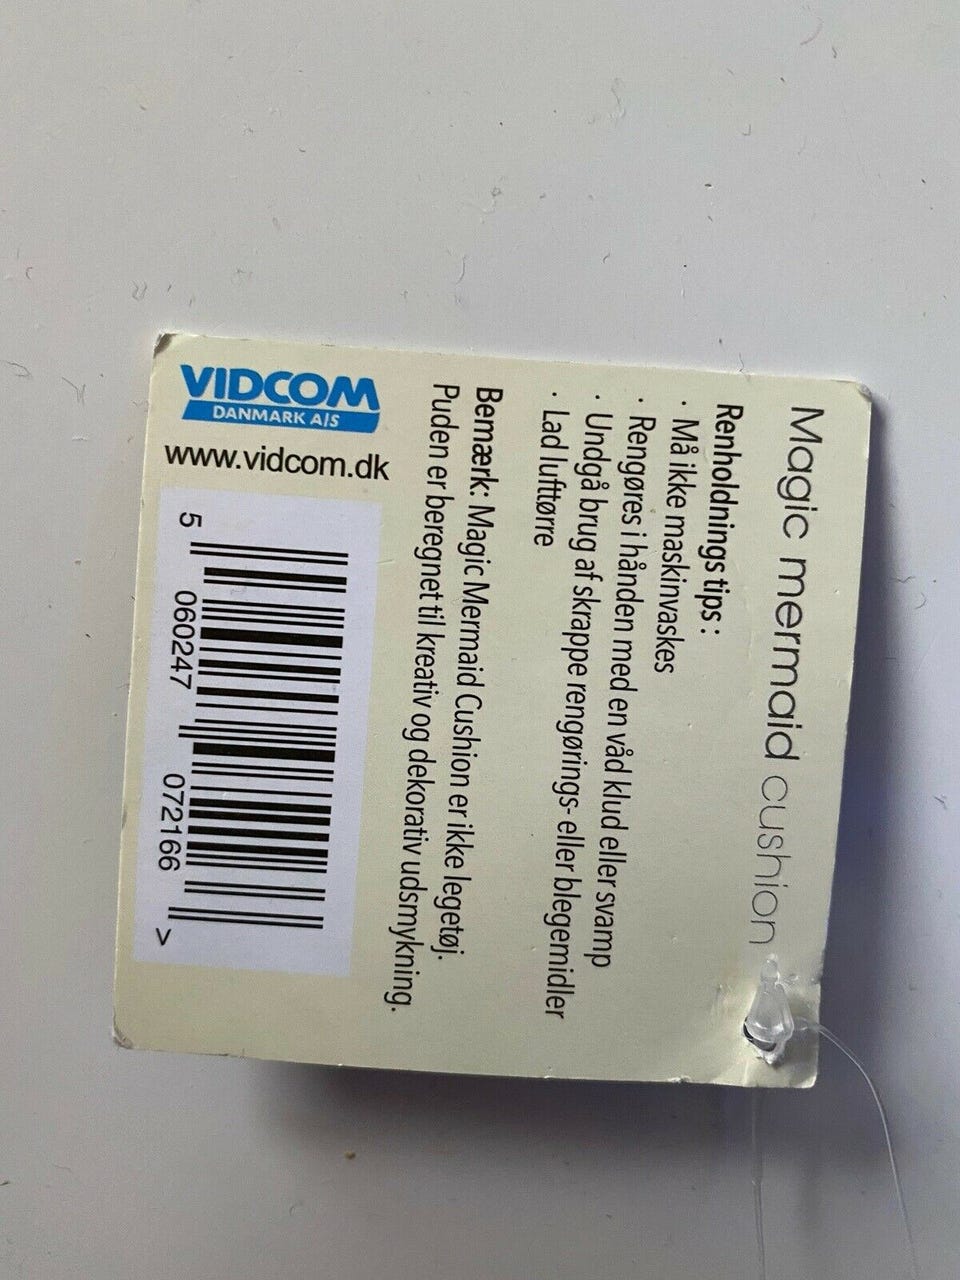 Magic mermaid cushion
Renholdnings tips :
· Må ikke maskinvaskes
· Rengøres i hånden med en våd klud eller svamp
· Undgå brug af skrappe rengørings- eller blegemidler
· Lad lufttørre
Bemærk: Magic Mermaid Cushion er ikke legetøj.
Puden er beregnet til kreativ og dekorativ udsmykning.
VIDCOM
DANMARK A/S
www.vidcom.dk
5 060247 072166 >